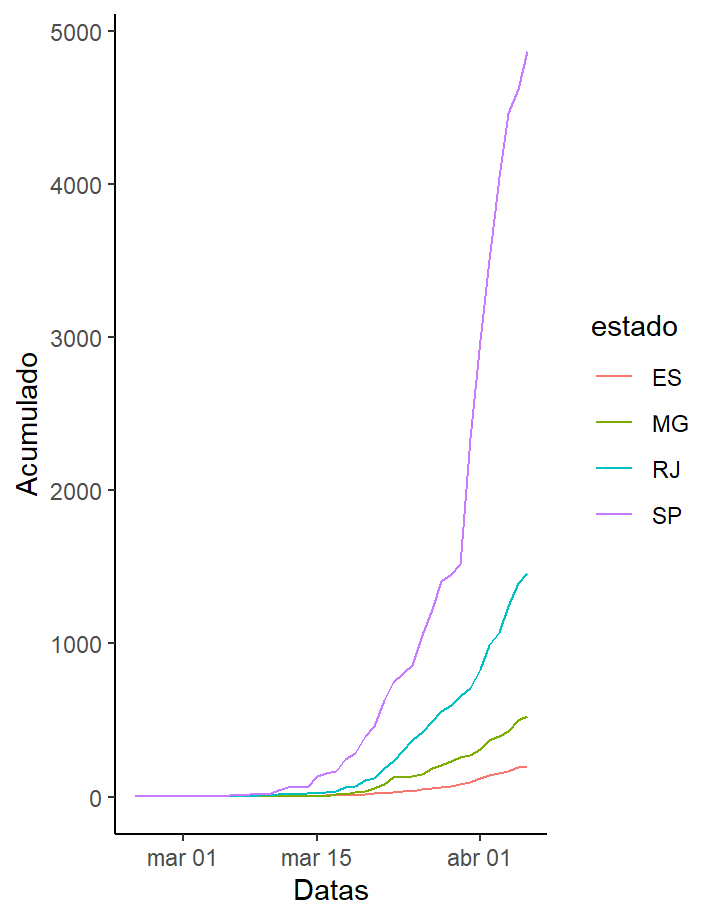 5000
4000
3000
2000
1000
0
Acumulado
mar 01
mar 15
abr 01
Datas
estado
ES
MG
RJ
SP